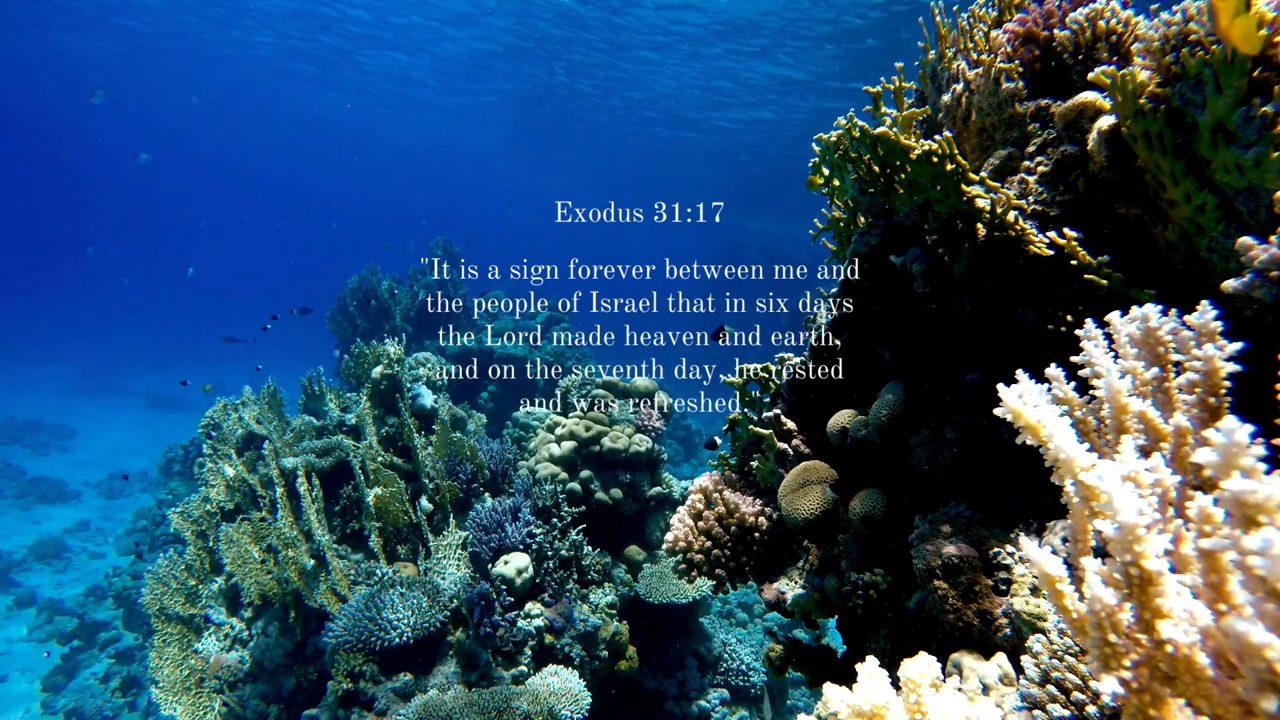 Exodus 31:17
"It is a sign forever between me and
the people of Israel that in six days
the Lord made heaven and earth,
and on the seventh day, he rested
and was refreshed."